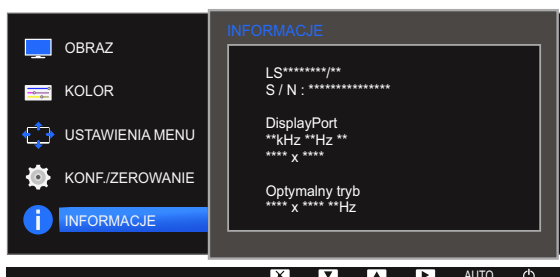 OBRAZ
KOLOR
USTAWIENIA MENU
KONF./ZEROWANIE
INFORMACJE
INFORMACJE
LS********/**
S / N : ***************
DisplayPort
**kHz **Hz **
**** x ****
Optymalny tryb
**** x **** **Hz
AUTO